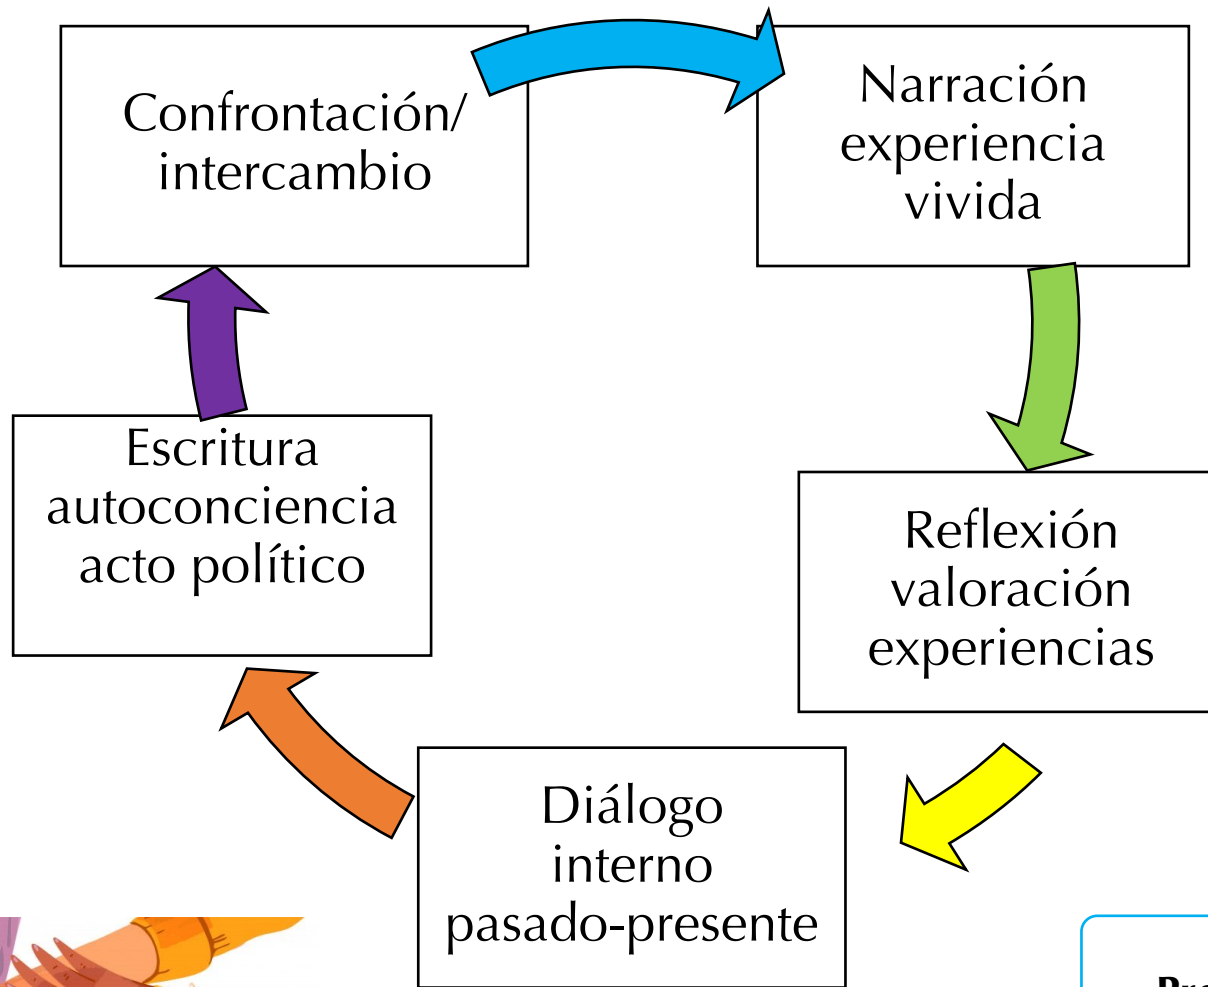 Confrontación/
intercambio
Narración
experiencia
vivida
Escritura
autoconciencia
acto político
Reflexión
valoración
experiencias
Diálogo
interno
pasado-presente